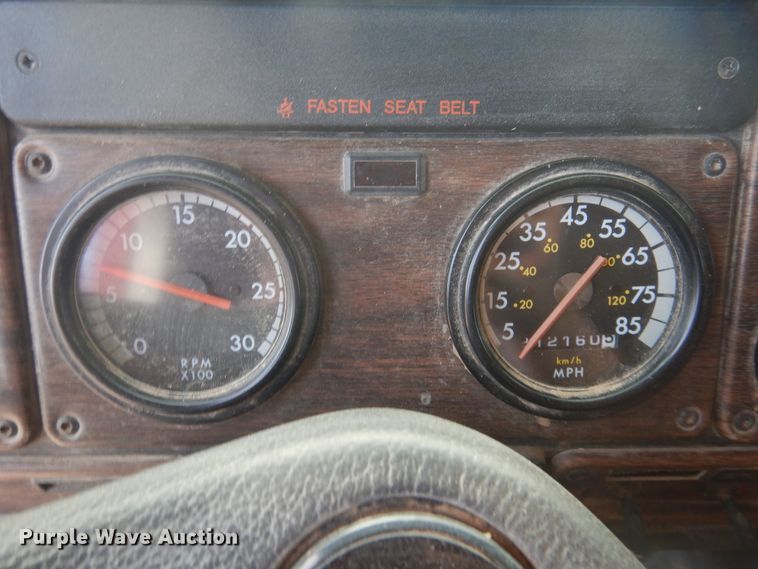 FASTEN SEAT BELT
0 5 10 15 20 25 30
RPM
X100
5 15 25 35 45 55 65 75 85
20 40 60 80 100 120
121605
km/h
MPH
Purple Wave Auction